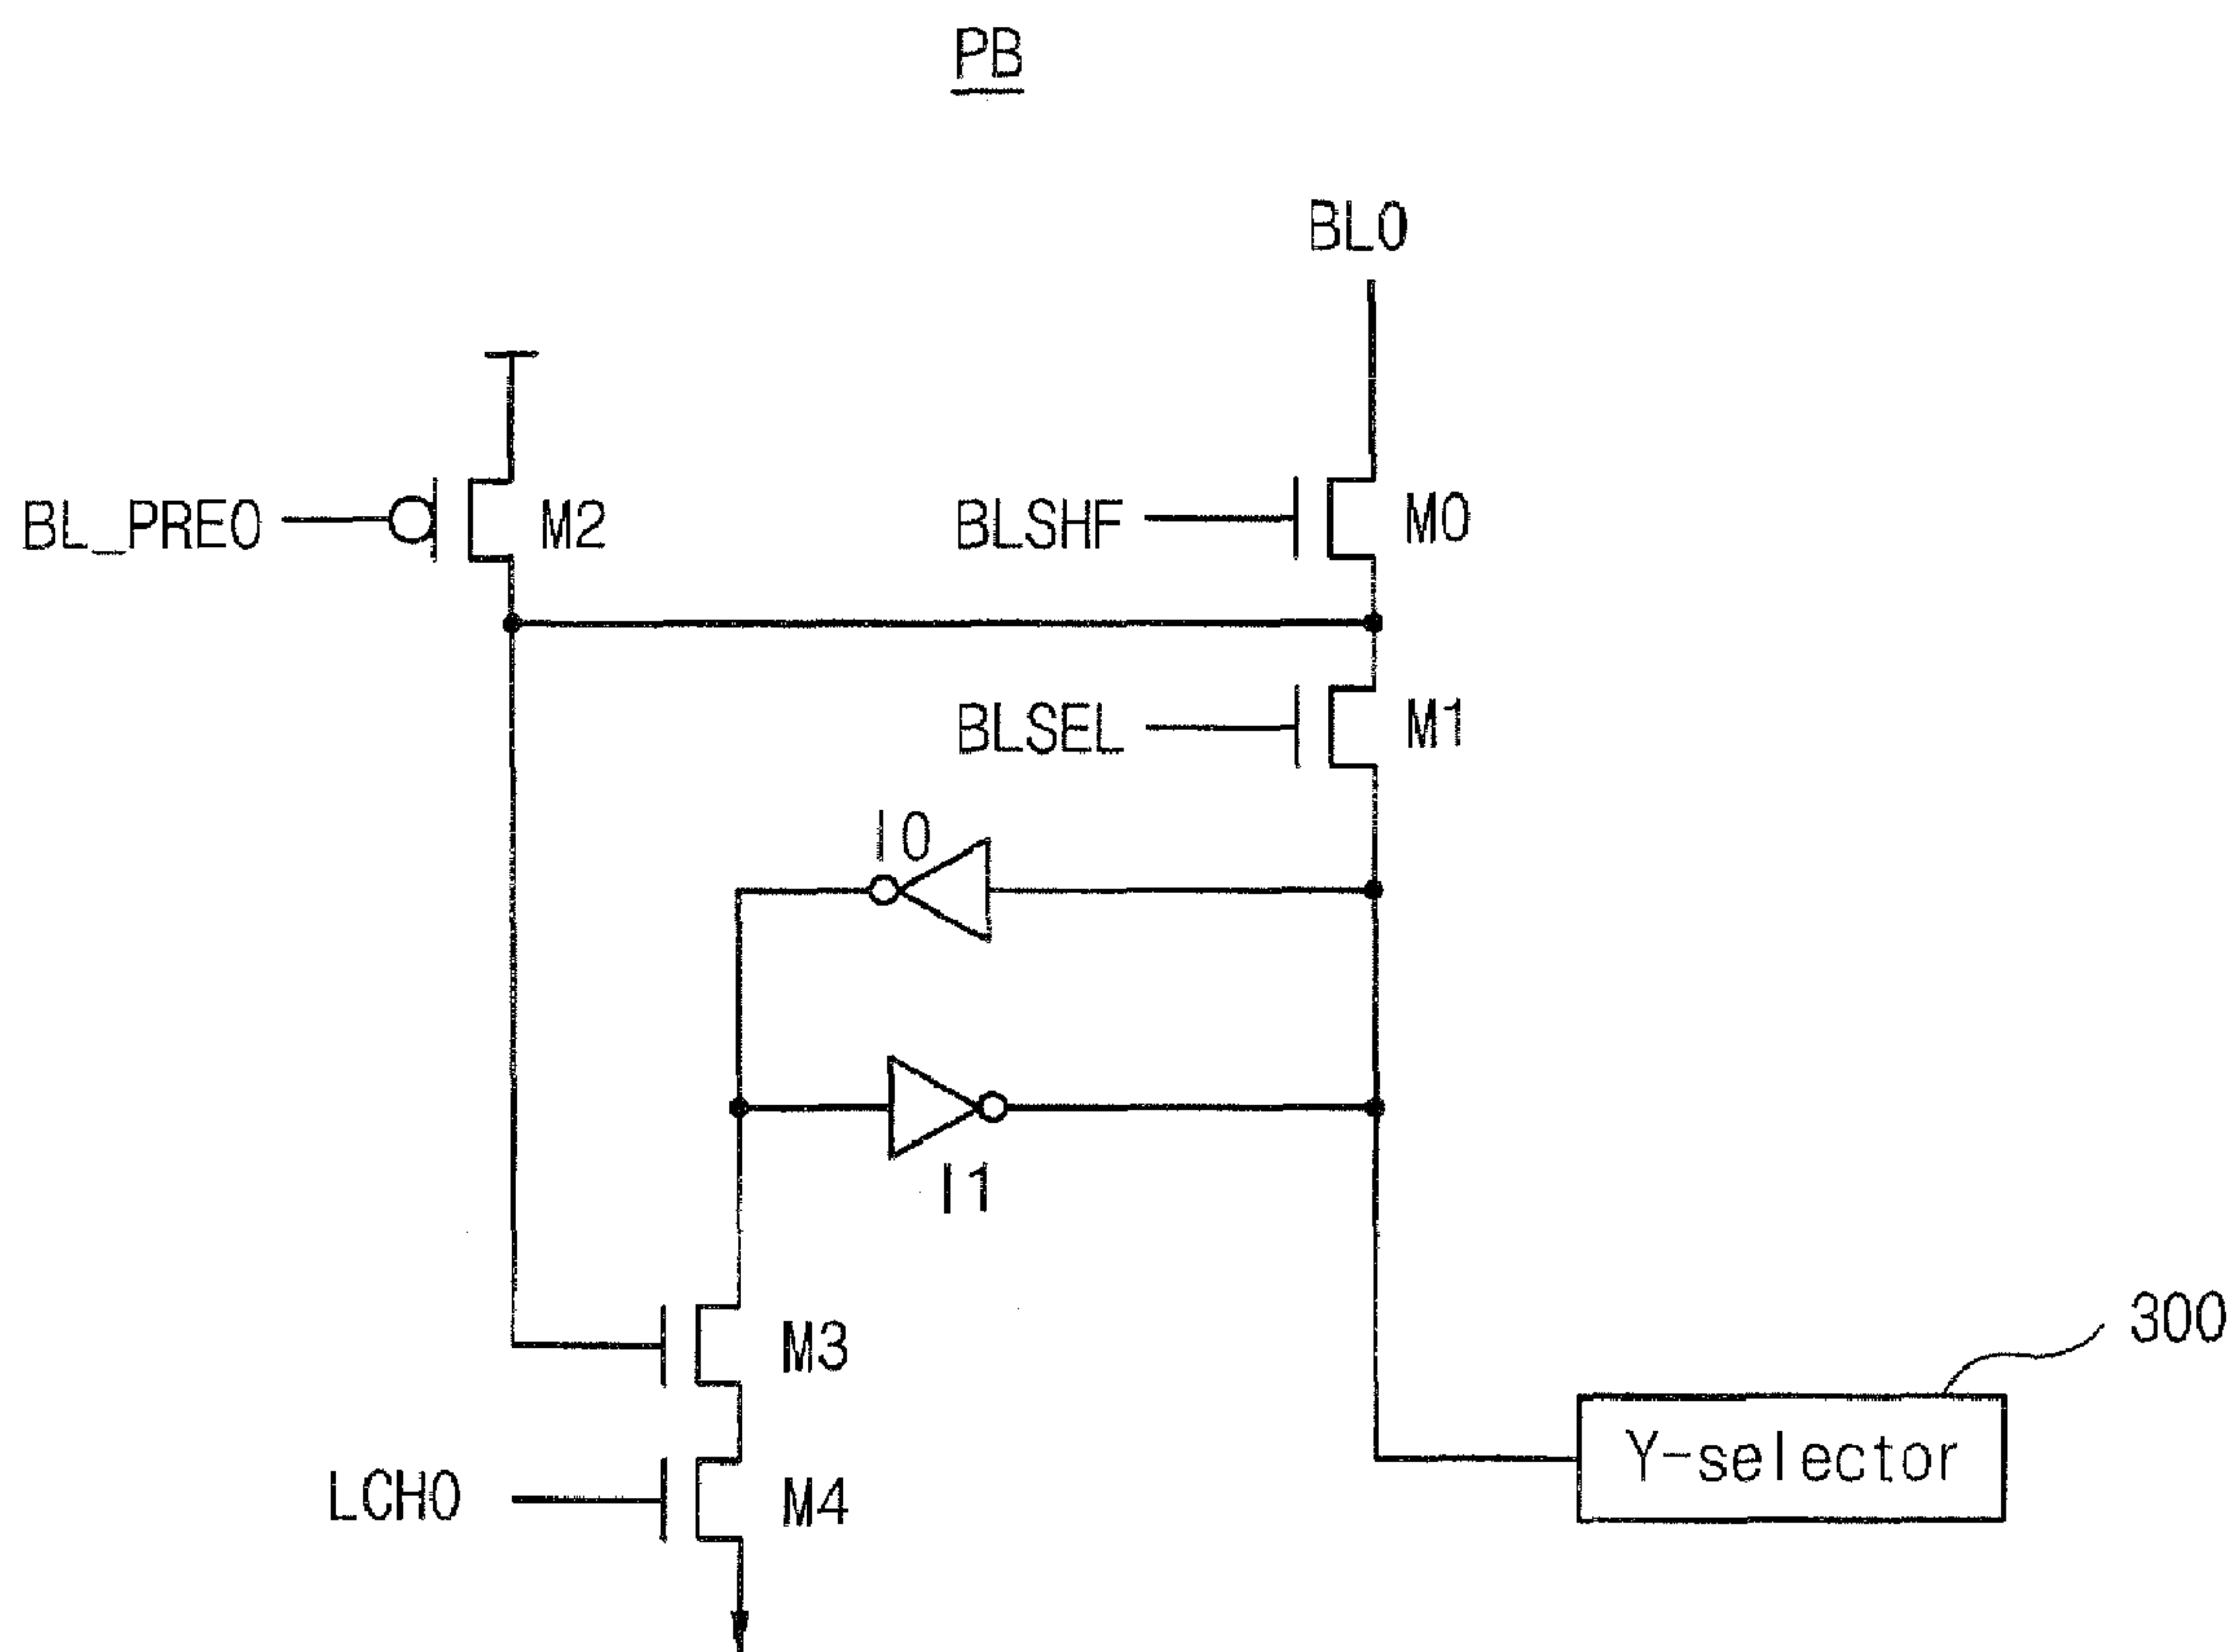 PB
BL0
BL_PRE0
M2
BLSHF
M0
BLSEL
M1
I0
I1
M3
300
Y-selector
LCH0
M4